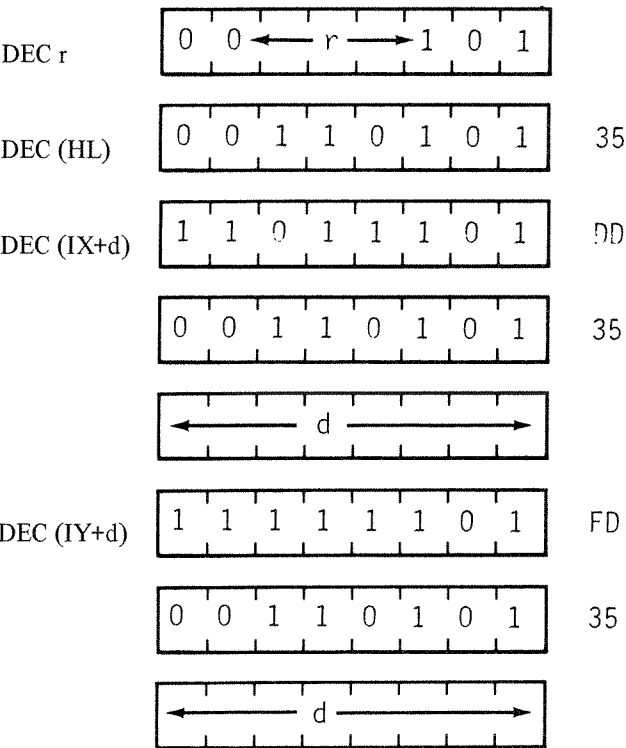 DEC r 0 0 r 1 0 1
DEC (HL) 0 0 1 1 0 1 0 1 35
DEC (IX+d) 1 1 0 1 1 1 0 1 DD
0 0 1 1 0 1 0 1 35
d
DEC (IY+d) 1 1 1 1 1 1 0 1 FD
0 0 1 1 0 1 0 1 35
d